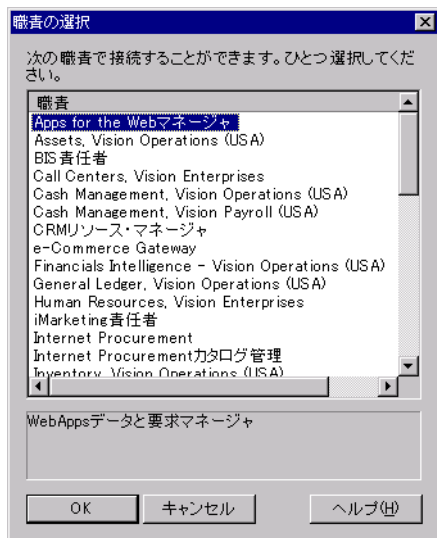 職責の選択
次の職責で接続することができます。ひとつ選択してくだ
さい。
職責
Apps for the Webマネージャ
Assets, Vision Operations (USA)
BIS責任者
Call Centers, Vision Enterprises
Cash Management, Vision Operations (USA)
Cash Management, Vision Payroll (USA)
CRMリソース・マネージャ
e-Commerce Gateway
Financials Intelligence - Vision Operations (USA)
General Ledger, Vision Operations (USA)
Human Resources, Vision Enterprises
iMarketing責任者
Internet Procurement
Internet Procurementカタログ管理
Inventory, Vision Operations (USA)
WebAppsデータと要求マネージャ
OK キャンセル ヘルプ(H)